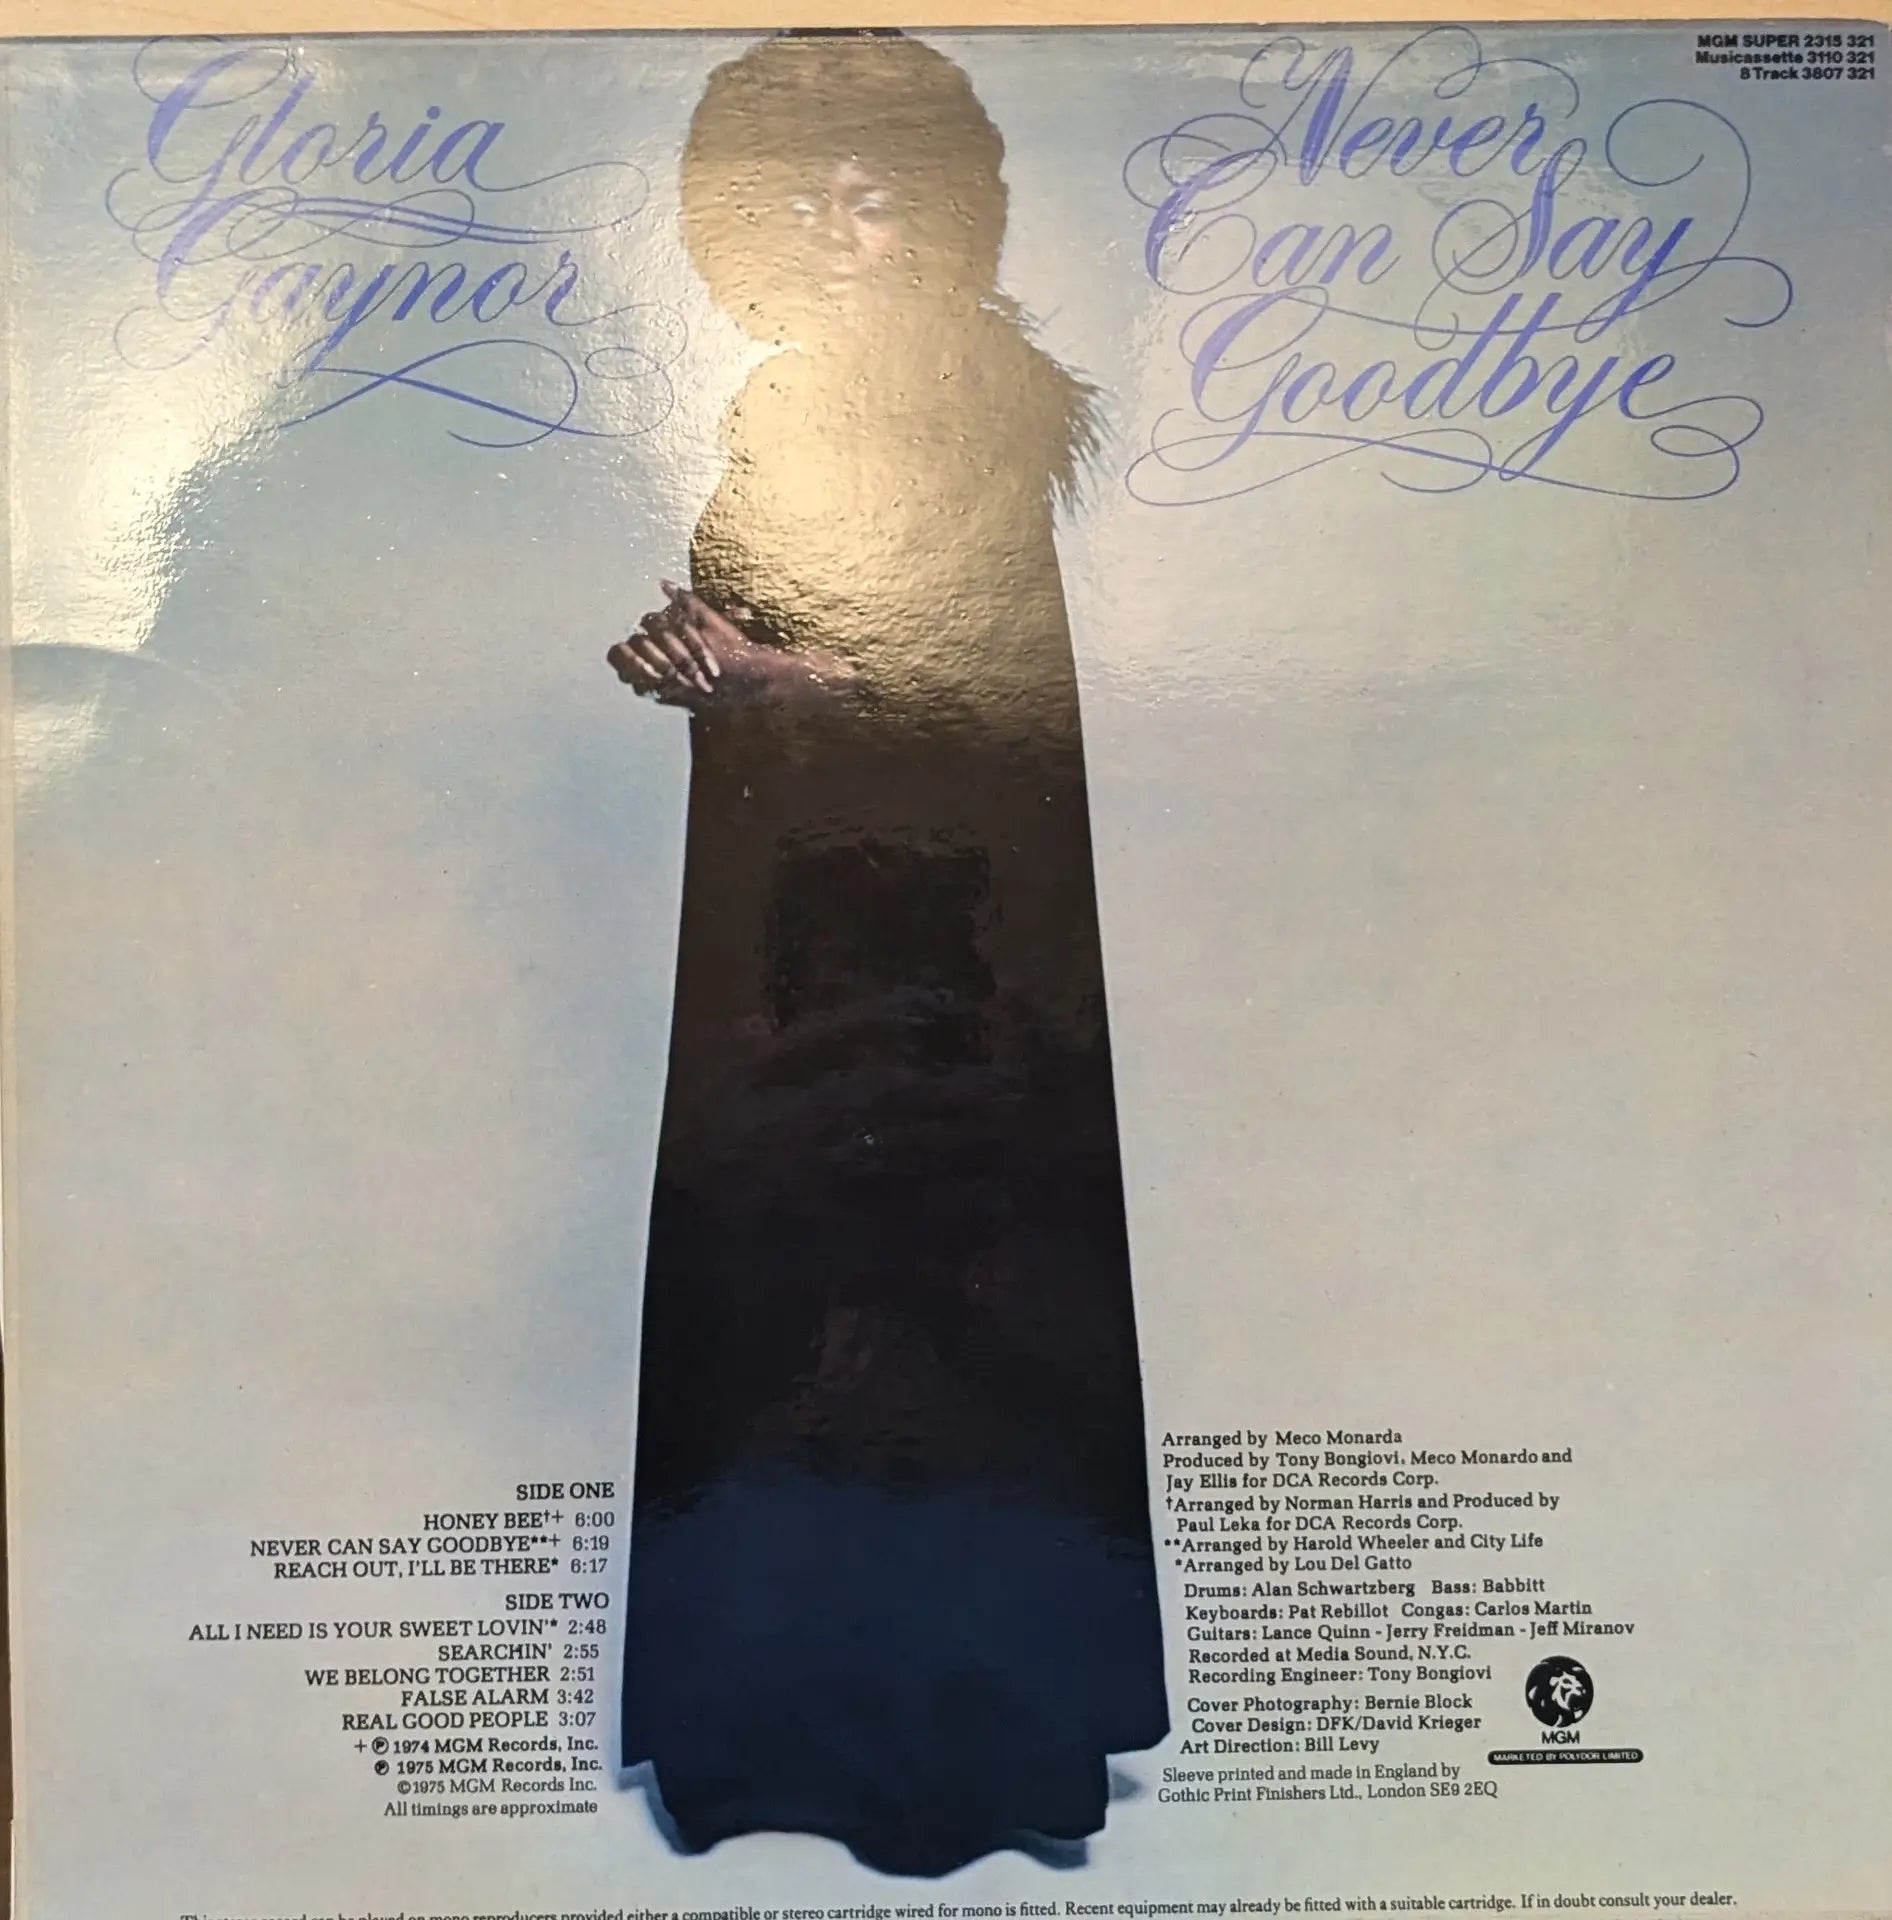 Gloria
Gaynor
Never
Can Say
Goodbye
MGM SUPER 2315 321
Musicassette 3110 321
8 Track 3807 321
SIDE ONE
HONEY BEE†+ 6:00
NEVER CAN SAY GOODBYE**+ 6:19
REACH OUT, I'LL BE THERE* 6:17
SIDE TWO
ALL I NEED IS YOUR SWEET LOVIN'* 2:48
SEARCHIN' 2:55
WE BELONG TOGETHER 2:51
FALSE ALARM 3:42
REAL GOOD PEOPLE 3:07
+ ℗ 1974 MGM Records, Inc.
℗ 1975 MGM Records, Inc.
©1975 MGM Records Inc.
All timings are approximate
Arranged by Meco Monarda
Produced by Tony Bongiovi, Meco Monardo and
Jay Ellis for DCA Records Corp.
†Arranged by Norman Harris and Produced by
Paul Leka for DCA Records Corp.
**Arranged by Harold Wheeler and City Life
*Arranged by Lou Del Gatto
Drums: Alan Schwartzberg Bass: Babbitt
Keyboards: Pat Rebillot Congas: Carlos Martin
Guitars: Lance Quinn - Jerry Freidman - Jeff Miranov
Recorded at Media Sound, N.Y.C.
Recording Engineer: Tony Bongiovi
Cover Photography: Bernie Block
Cover Design: DFK/David Krieger
Art Direction: Bill Levy
MGM
MARKETED BY POLYDOR LIMITED
Sleeve printed and made in England by
Gothic Print Finishers Ltd., London SE9 2EQ
mono reproducers provided either a compatible or stereo cartridge wired for mono is fitted. Recent equipment may already be fitted with a suitable cartridge. If in doubt consult your dealer.